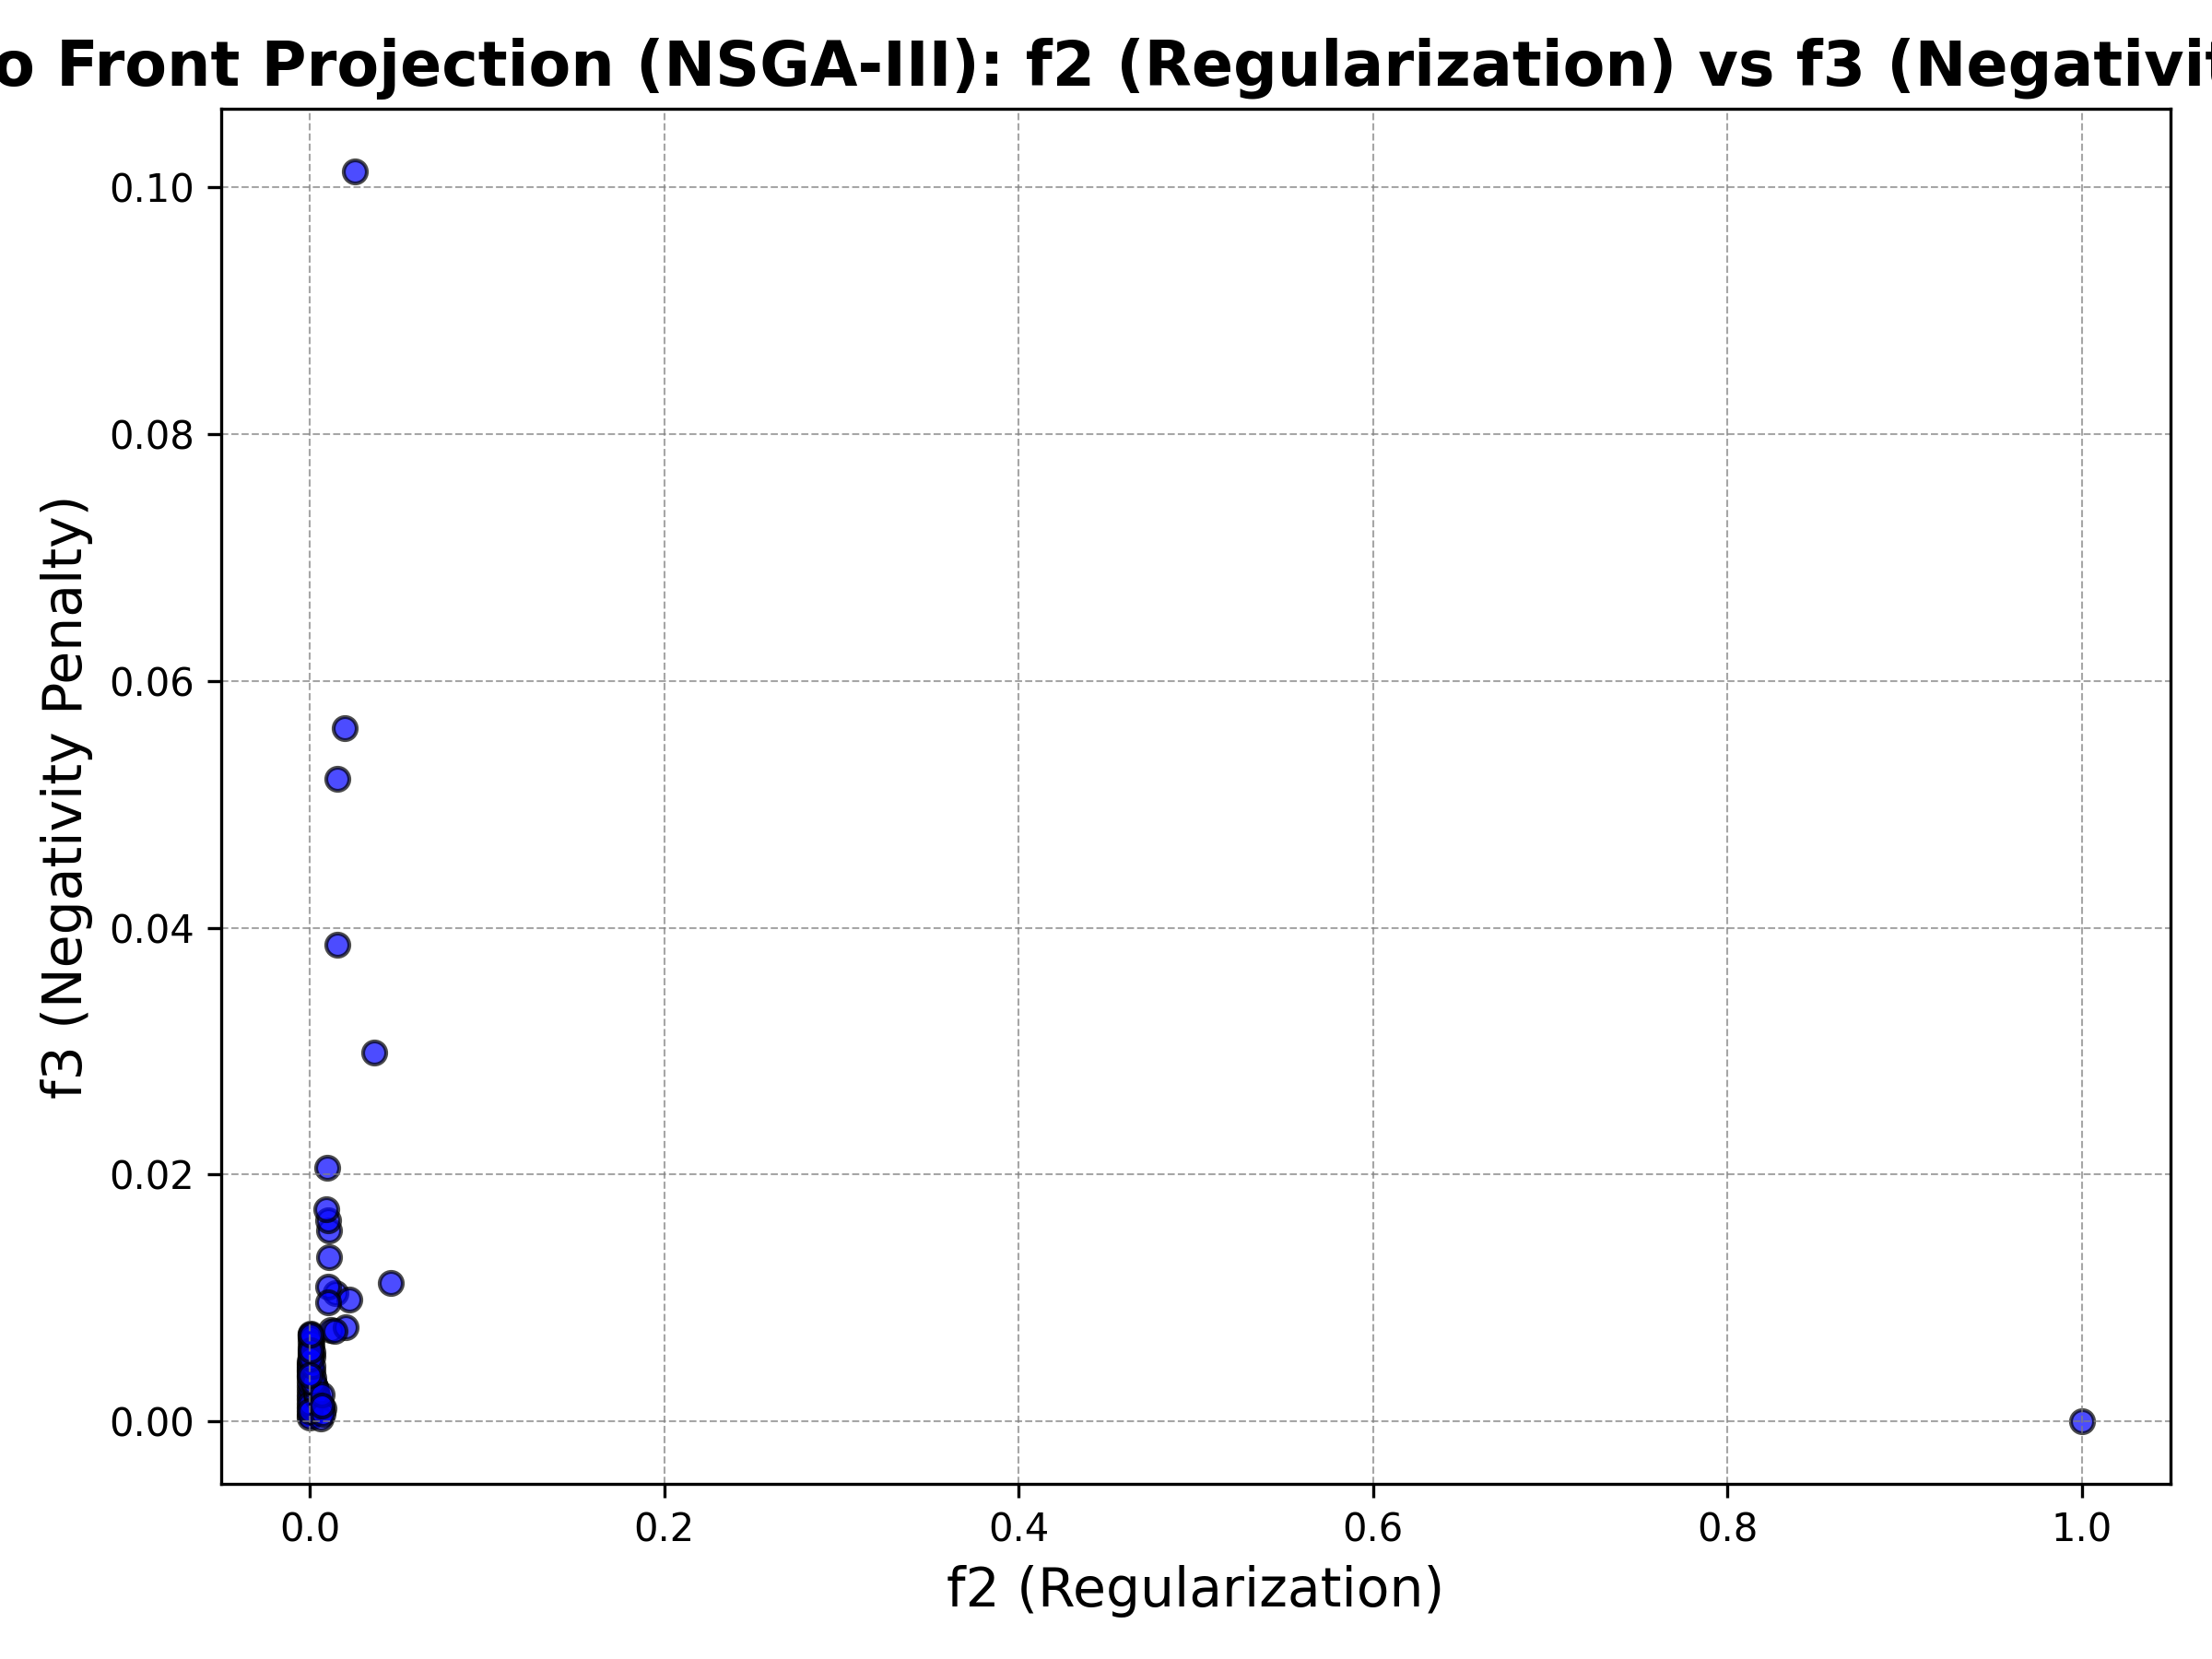 o Front Projection (NSGA-III): f2 (Regularization) vs f3 (Negativit
0.10
0.08
0.06
0.04
0.02
0.00
f3 (Negativity Penalty)
0.0 0.2 0.4 0.6 0.8 1.0
f2 (Regularization)